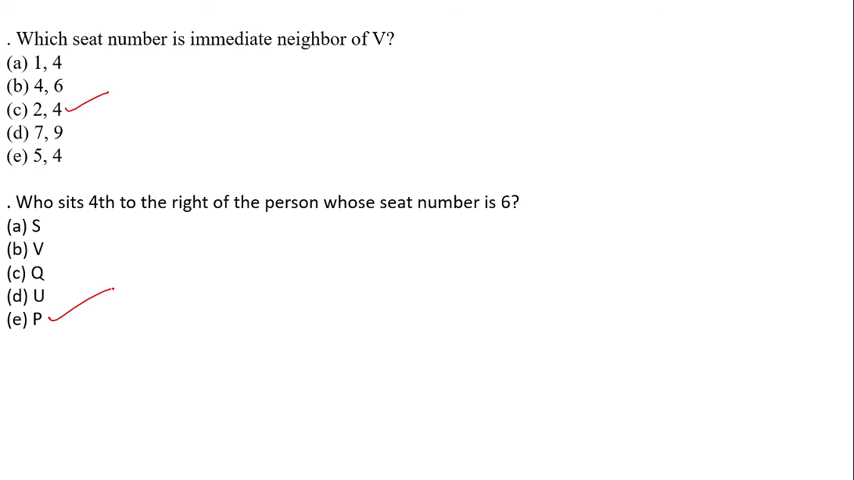 . Which seat number is immediate neighbor of V?
(a) 1, 4
(b) 4, 6
(c) 2, 4
(d) 7, 9
(e) 5, 4
. Who sits 4th to the right of the person whose seat number is 6?
(a) S
(b) V
(c) Q
(d) U
(e) P